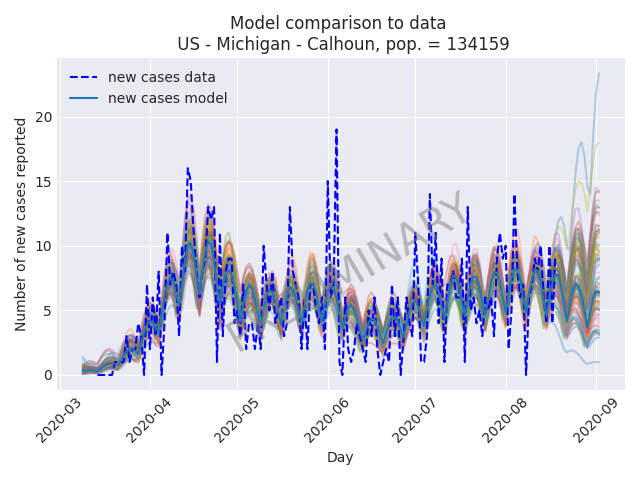 Model comparison to data
US - Michigan - Calhoun, pop. = 134159
new cases data
new cases model
Number of new cases reported
20
15
10
5
0
PRELIMINARY
2020-03
2020-04
2020-05
2020-06
2020-07
2020-08
2020-09
Day